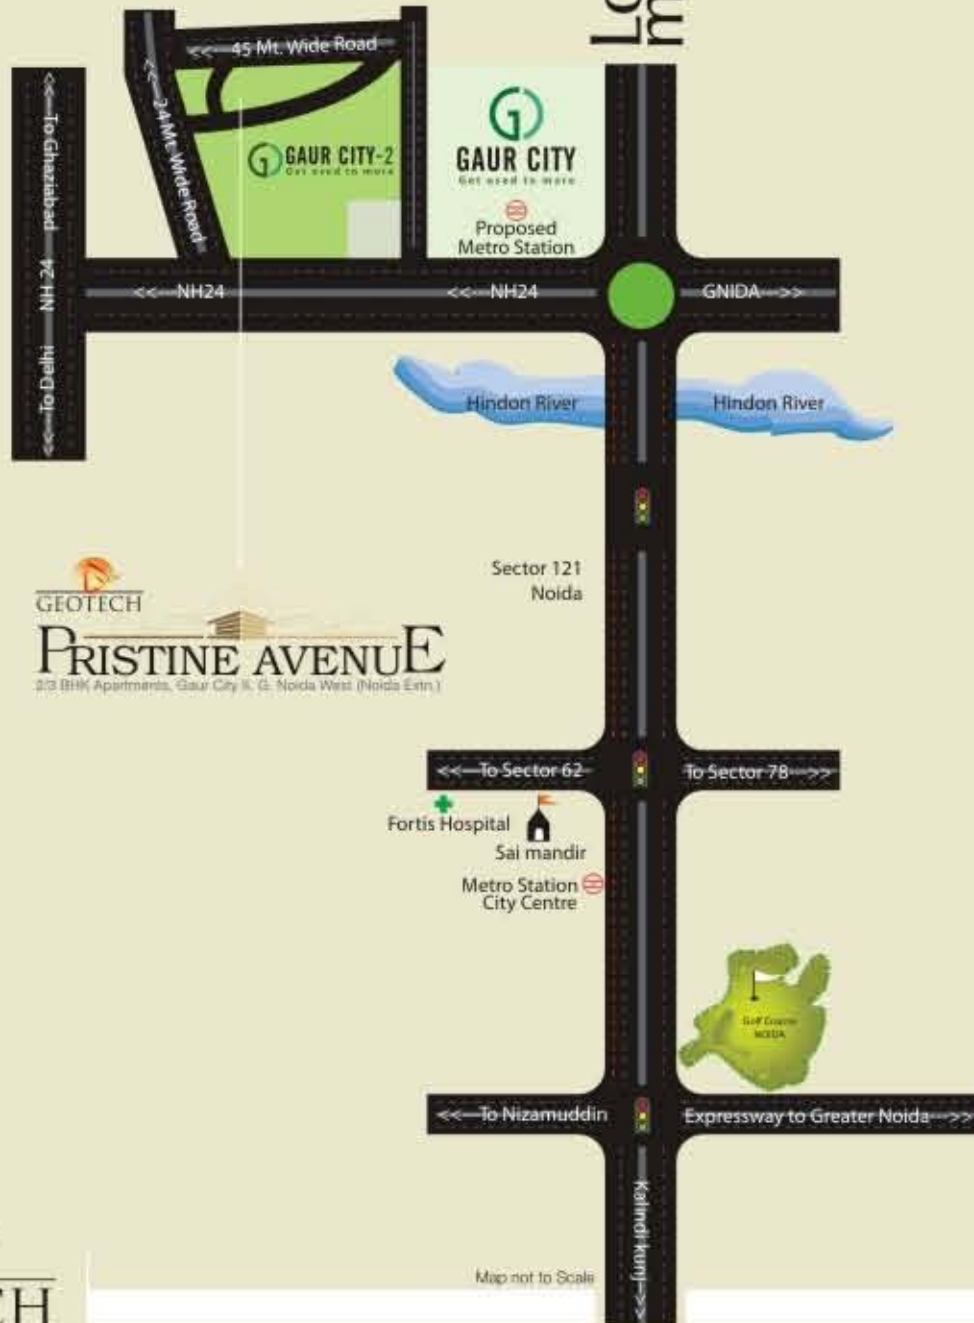 <<—45 Mt. Wide Road
<<—24 Mt. Wide Road
<<—To Ghaziabad
NH 24
<<—To Delhi
GAUR CITY-2
Get used to more
GAUR CITY
Get used to more
Proposed
Metro Station
<<—NH24
<<—NH24
GNIDA—>>
Hindon River
Hindon River
Sector 121
Noida
GEOTECH
PRISTINE AVENUE
2/3 BHK Apartments, Gaur City II, G. Noida West (Noida Extn.)
<<—To Sector 62
To Sector 78—>>
Fortis Hospital
Sai mandir
Metro Station
City Centre
Golf Course
NOIDA
<<—To Nizamuddin
Expressway to Greater Noida—>>
Kalindi kunj—>>
Map not to Scale